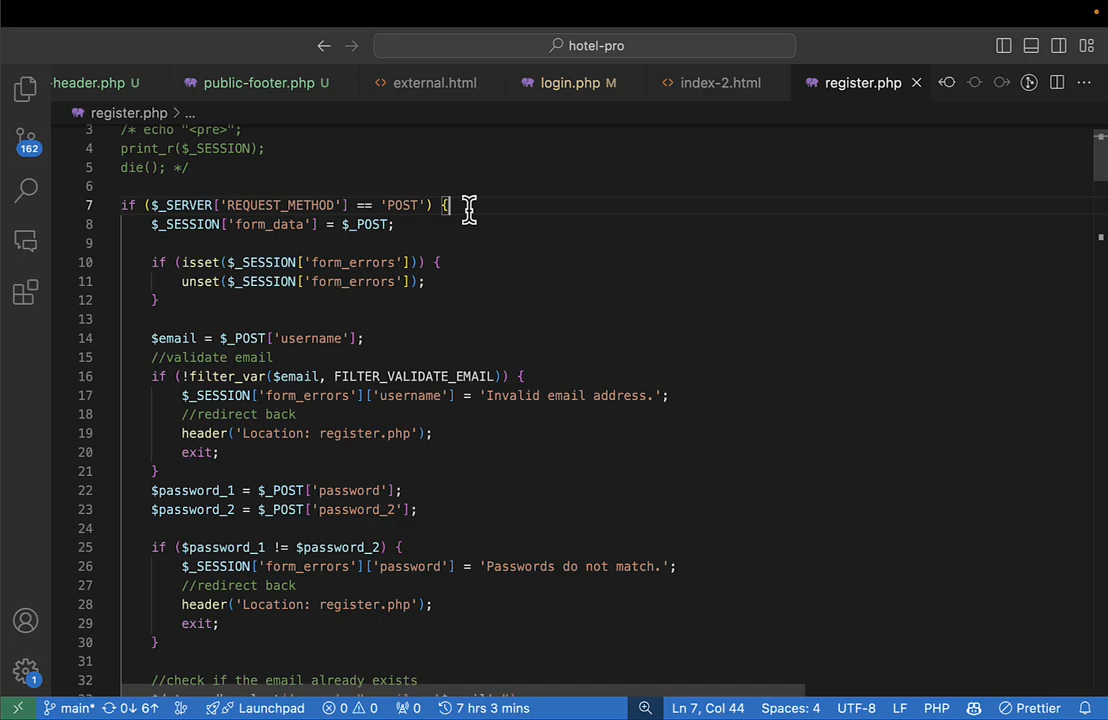 hotel-pro
-header.php U
public-footer.php U
external.html
login.php M
index-2.html
register.php
register.php > ...
3 /* echo "<pre>";
4 print_r($_SESSION);
5 die(); */
6
7 if ($_SERVER['REQUEST_METHOD'] == 'POST') {
8 $_SESSION['form_data'] = $_POST;
9
10 if (isset($_SESSION['form_errors'])) {
11 unset($_SESSION['form_errors']);
12 }
13
14 $email = $_POST['username'];
15 //validate email
16 if (!filter_var($email, FILTER_VALIDATE_EMAIL)) {
17 $_SESSION['form_errors']['username'] = 'Invalid email address.';
18 //redirect back
19 header('Location: register.php');
20 exit;
21 }
22 $password_1 = $_POST['password'];
23 $password_2 = $_POST['password_2'];
24
25 if ($password_1 != $password_2) {
26 $_SESSION['form_errors']['password'] = 'Passwords do not match.';
27 //redirect back
28 header('Location: register.php');
29 exit;
30 }
31
32 //check if the email already exists
162
1
main* 0↓ 6↑ Launchpad 0 0 0 7 hrs 3 mins Ln 7, Col 44 Spaces: 4 UTF-8 LF PHP Prettier